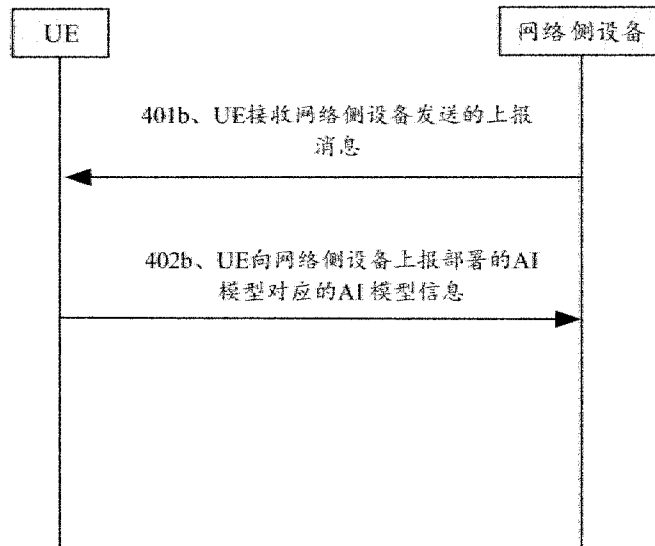 UE
网络侧设备
401b、UE接收网络侧设备发送的上报
消息
402b、UE向网络侧设备上报部署的AI
模型对应的AI模型信息